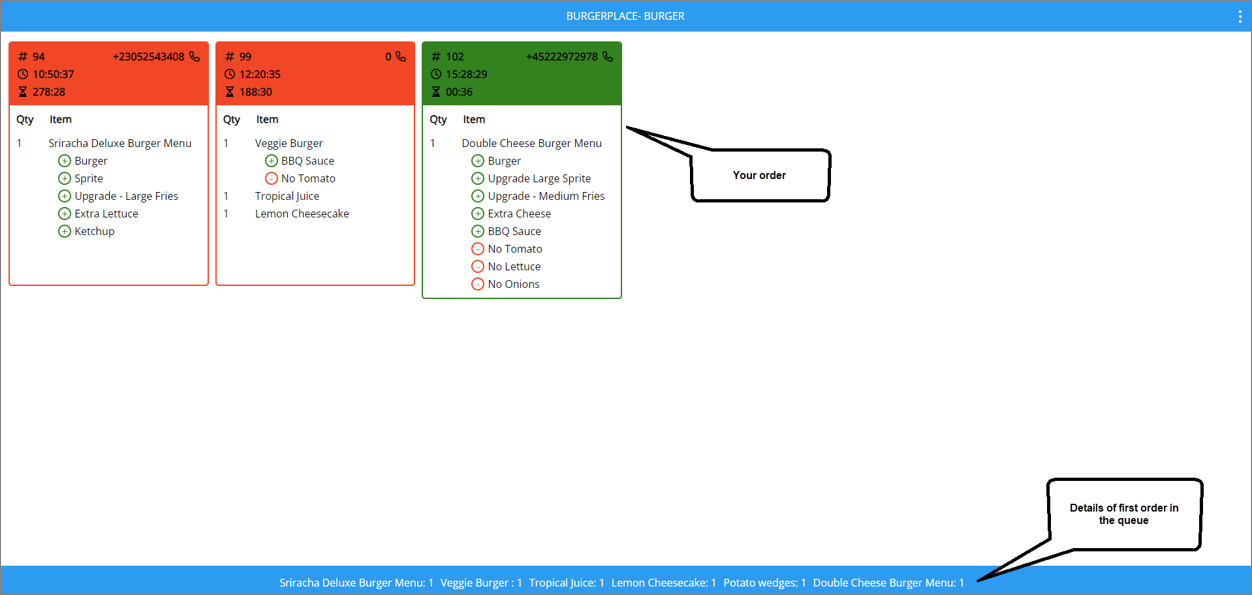 BURGERPLACE- BURGER
# 94 +23052543408
10:50:37
278:28
Qty Item
1 Sriracha Deluxe Burger Menu
+ Burger
+ Sprite
+ Upgrade - Large Fries
+ Extra Lettuce
+ Ketchup
# 99 0
12:20:35
188:30
Qty Item
1 Veggie Burger
+ BBQ Sauce
- No Tomato
1 Tropical Juice
1 Lemon Cheesecake
# 102 +45222972978
15:28:29
00:36
Qty Item
1 Double Cheese Burger Menu
+ Burger
+ Upgrade Large Sprite
+ Upgrade - Medium Fries
+ Extra Cheese
+ BBQ Sauce
- No Tomato
- No Lettuce
- No Onions
Your order
Details of first order in
the queue
Sriracha Deluxe Burger Menu: 1 Veggie Burger : 1 Tropical Juice: 1 Lemon Cheesecake: 1 Potato wedges: 1 Double Cheese Burger Menu: 1